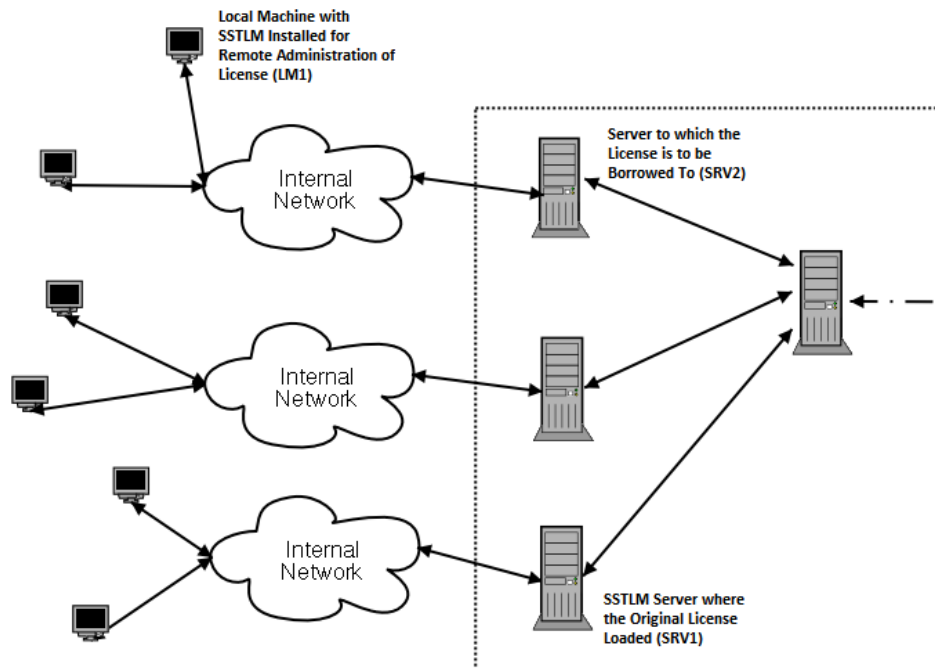 Local Machine with
SSTLM Installed for
Remote Administration of
License (LM1)
Server to which the
License is to be
Borrowed To (SRV2)
Internal
Network
Internal
Network
Internal
Network
SSTLM Server where
the Original License
Loaded (SRV1)